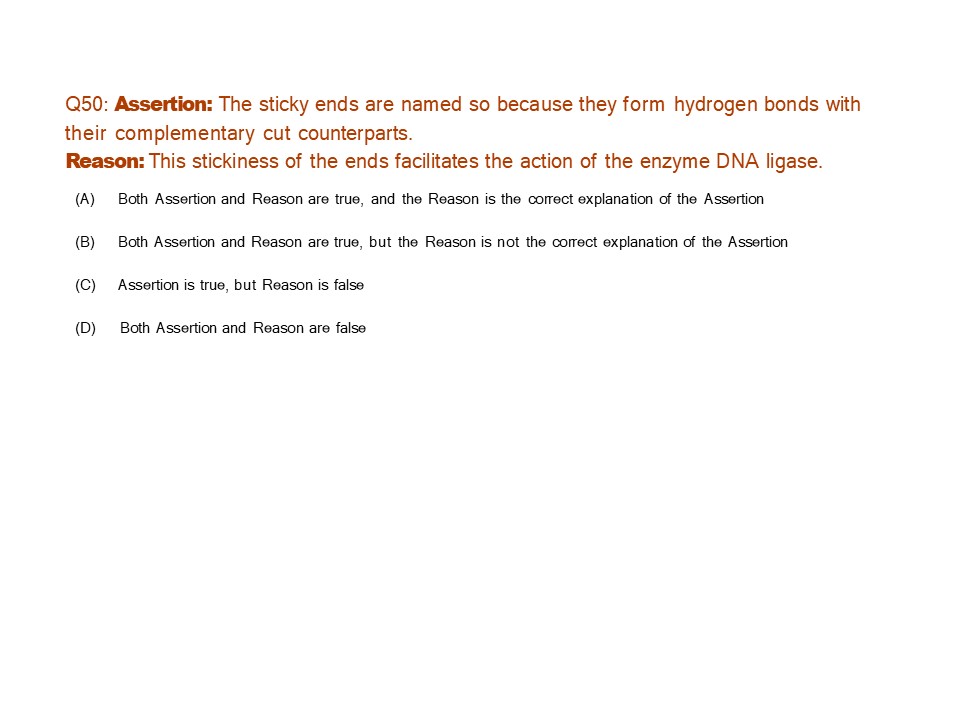 Q50: Assertion: The sticky ends are named so because they form hydrogen bonds with
their complementary cut counterparts.
Reason: This stickiness of the ends facilitates the action of the enzyme DNA ligase.
(A) Both Assertion and Reason are true, and the Reason is the correct explanation of the Assertion
(B) Both Assertion and Reason are true, but the Reason is not the correct explanation of the Assertion
(C) Assertion is true, but Reason is false
(D) Both Assertion and Reason are false